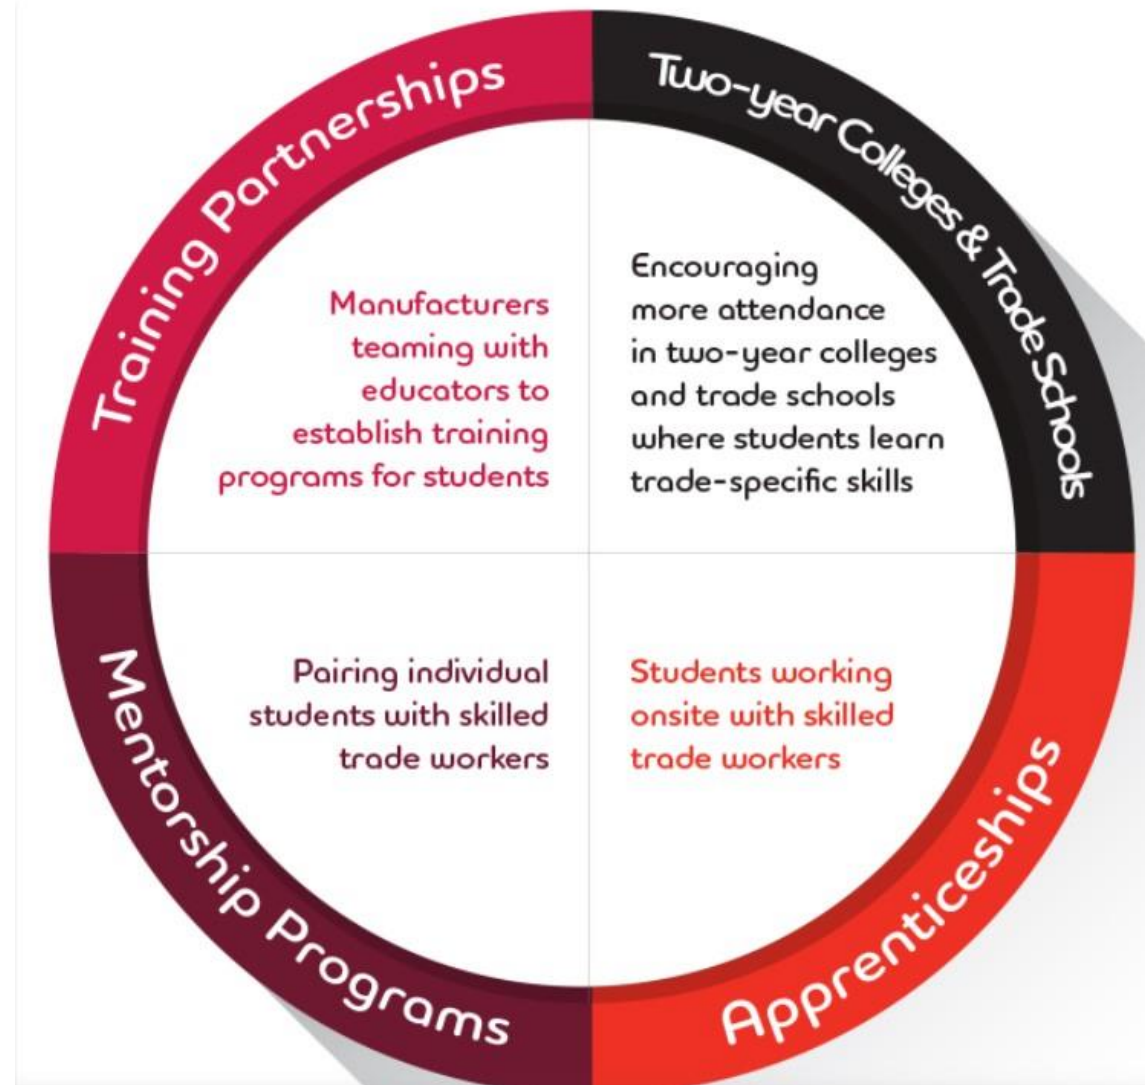 Training Partnerships
Manufacturers
teaming with
educators to
establish training
programs for students
Two-year Colleges & Trade Schools
Encouraging
more attendance
in two-year colleges
and trade schools
where students learn
trade-specific skills
Mentorship Programs
Pairing individual
students with skilled
trade workers
Apprenticeships
Students working
onsite with skilled
trade workers